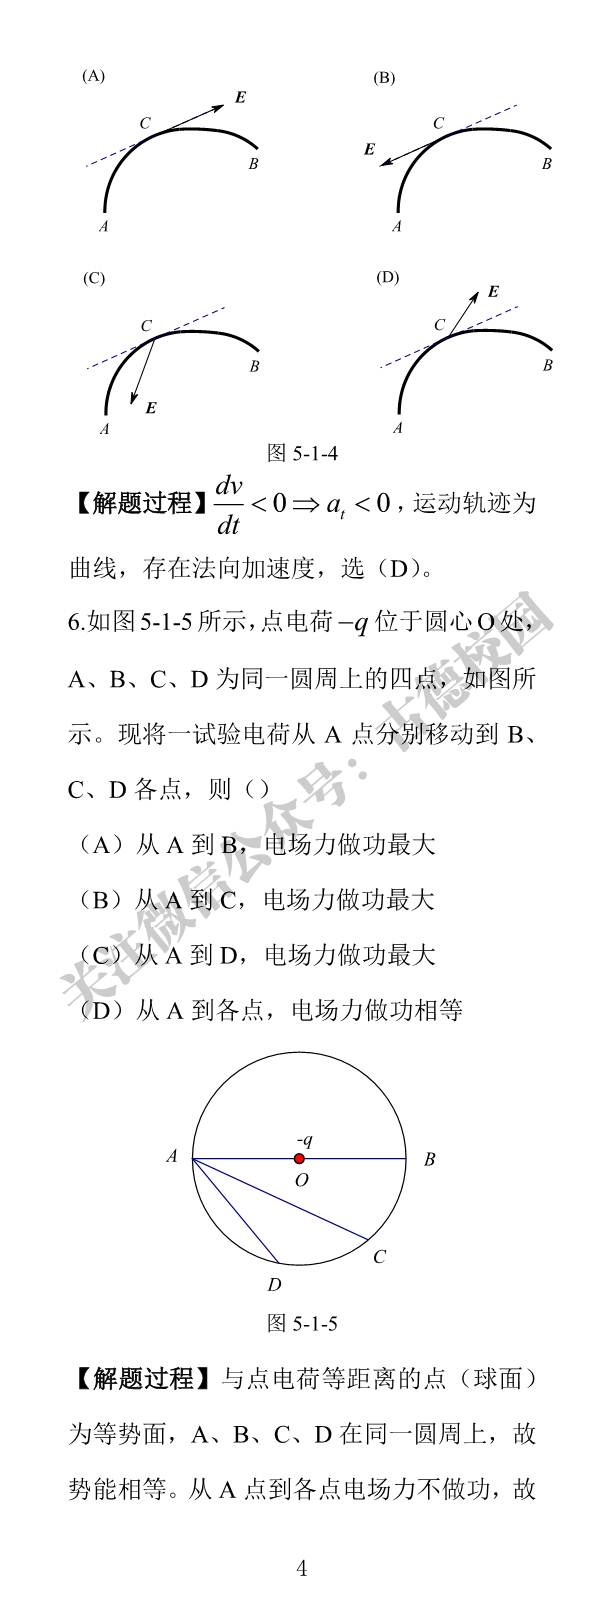 (A)
(B)
E
C
B
A
E
C
B
A
(C)
(D)
C
B
E
A
E
C
B
A
图 5-1-4
【解题过程】dv/dt < 0 ⇒ a_t < 0，运动轨迹为
曲线，存在法向加速度，选（D）。
6.如图 5-1-5 所示，点电荷 −q 位于圆心 O 处，
A、B、C、D 为同一圆周上的四点，如图所
示。现将一试验电荷从 A 点分别移动到 B、
C、D 各点，则（）
（A）从 A 到 B，电场力做功最大
（B）从 A 到 C，电场力做功最大
（C）从 A 到 D，电场力做功最大
（D）从 A 到各点，电场力做功相等
关注微信公众号：古德校园
-q
A
B
O
C
D
图 5-1-5
【解题过程】与点电荷等距离的点（球面）
为等势面，A、B、C、D 在同一圆周上，故
势能相等。从 A 点到各点电场力不做功，故
4